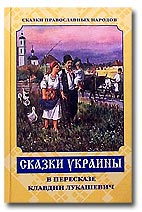 СКАЗКИ ПРАВОСЛАВНЫХ НАРОДОВ
СКАЗКИ УКРАИНЫ
В ПЕРЕСКАЗЕ
КЛАВДИИ ЛУКАШЕВИЧ